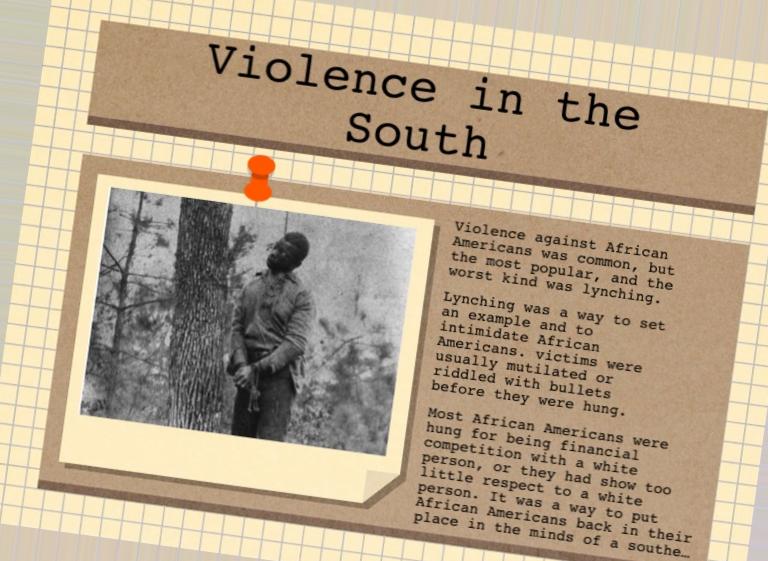 Violence in the
South
Violence against African
Americans was common, but
the most popular, and the
worst kind was lynching.
Lynching was a way to set
an example and to
intimidate African
Americans. victims were
usually mutilated or
riddled with bullets
before they were hung.
Most African Americans were
hung for being financial
competition with a white
person, or they had show too
little respect to a white
person. It was a way to put
African Americans back in their
place in the minds of a southe…